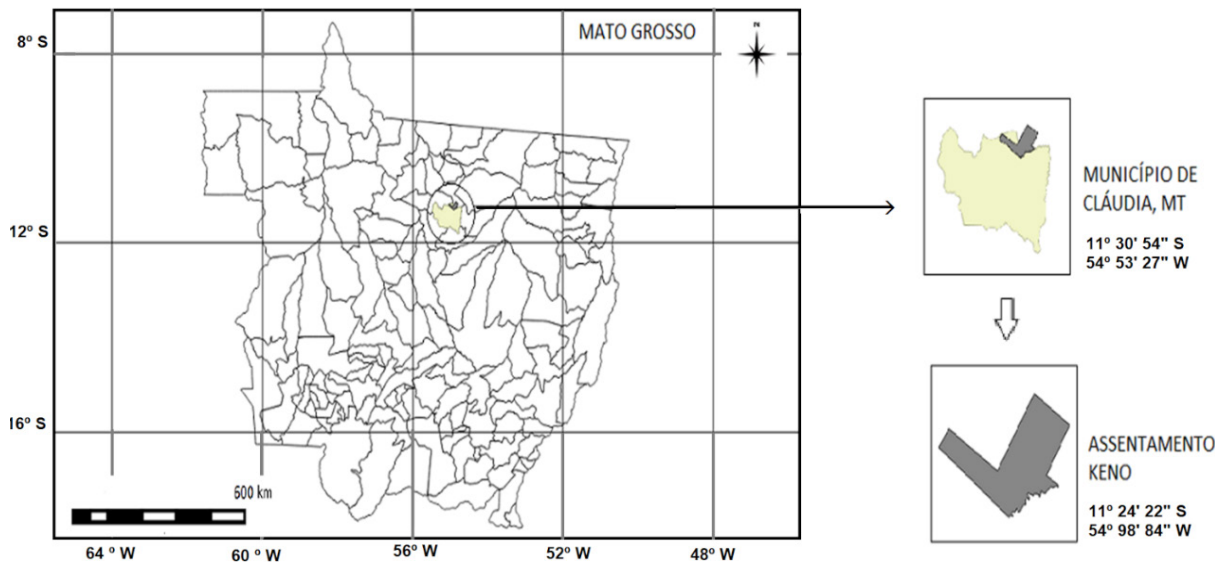 MATO GROSSO
N
8º S
12º S
16º S
600 km
64 º W
60 º W
56º W
52º W
48º W
MUNICÍPIO DE
CLÁUDIA, MT
11º 30' 54" S
54º 53' 27" W
ASSENTAMENTO
KENO
11º 24' 22" S
54º 98' 84" W